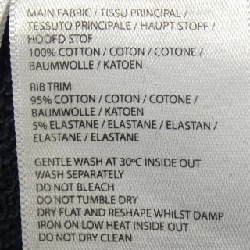 MAIN FABRIC / TISSU PRINCIPAL /
TESSUTO PRINCIPALE / HAUPT STOFF /
HOOFD STOF
100% COTTON / COTON / COTONE /
BAUMWOLLE / KATOEN
RIB TRIM
95% COTTON / COTON / COTONE /
BAUMWOLLE / KATOEN
5% ELASTANE / ELASTANE / ELASTAN /
ELASTANE / ELASTANE
GENTLE WASH AT 30°C INSIDE OUT
WASH SEPARATELY
DO NOT BLEACH
DO NOT TUMBLE DRY
DRY FLAT AND RESHAPE WHILST DAMP
IRON ON LOW HEAT INSIDE OUT
DO NOT DRY CLEAN